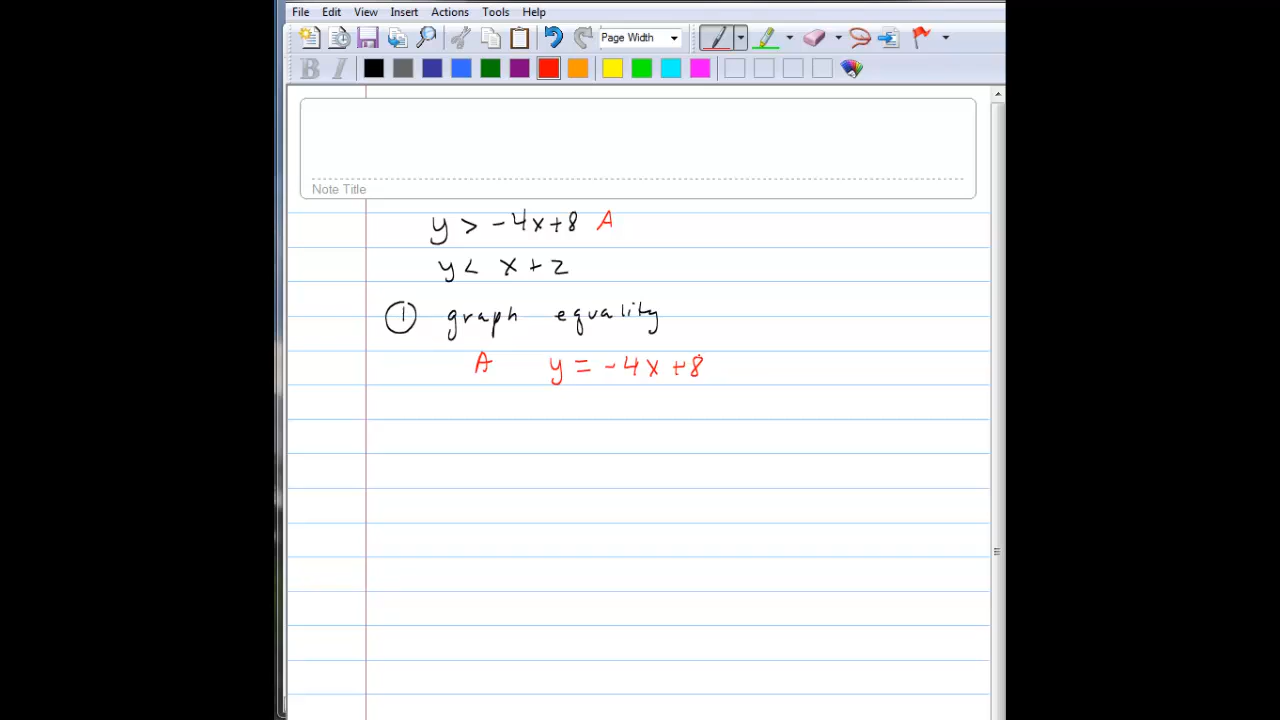 File Edit View Insert Actions Tools Help
Page Width
B I
Note Title
y > -4x+8 A
y < x + 2
① graph equality
A y = -4x +8